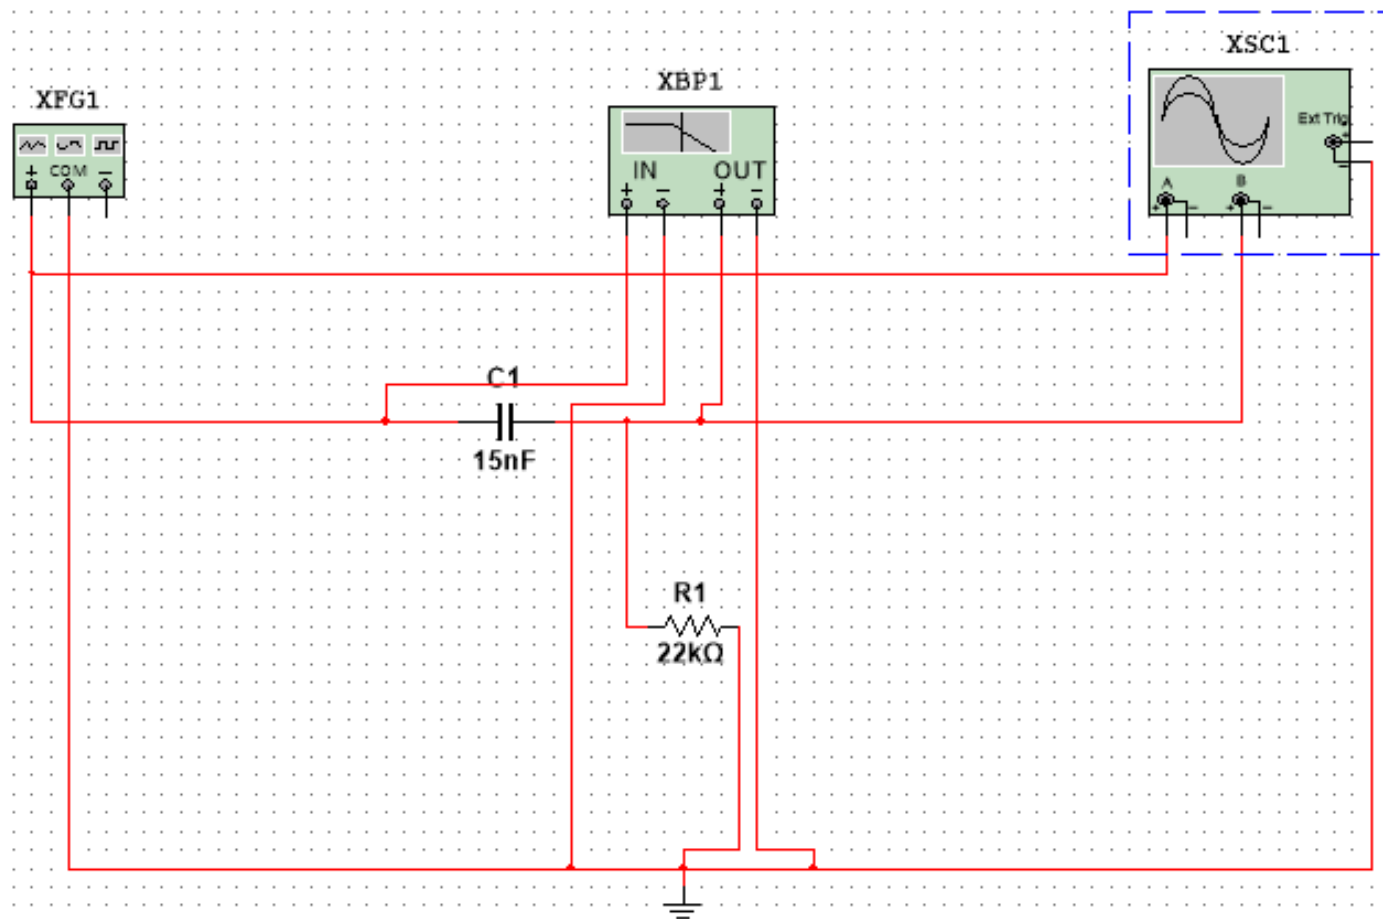 XSC1
XBP1
XFG1
Ext Trig
+
-
COM
+ -
IN OUT
+ - + -
A B
+ - + -
C1
15nF
R1
22kΩ